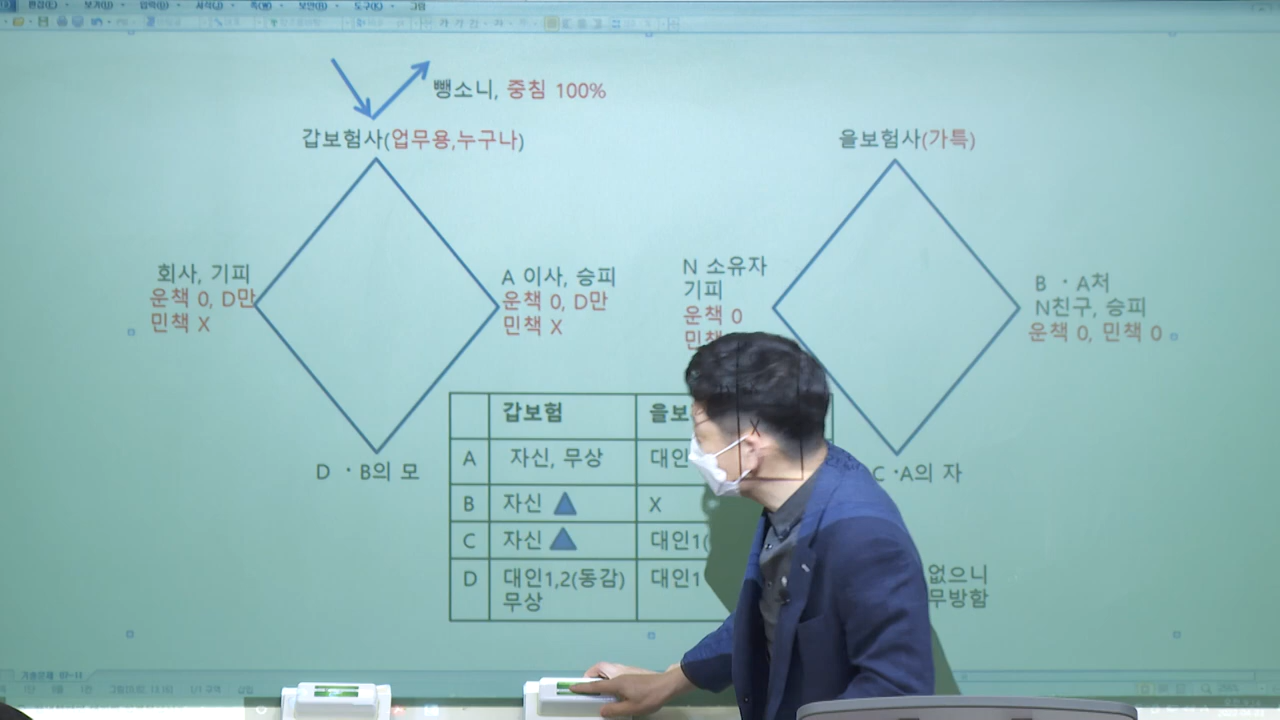 뺑소니, 중침 100%
갑보험사(업무용,누구나)
을보험사(가특)
회사, 기피
운책 0, D만
민책 X
A 이사, 승피
운책 0, D만
민책 X
N 소유자
기피
운책 0
민책
B ·A처
N친구, 승피
운책 0, 민책 0
D ·B의 모
C ·A의 자
갑보험 을보
A 자신, 무상 대인
B 자신 X
C 자신 대인1(
D 대인1,2(동감) 대인1
무상
없으니
무방함